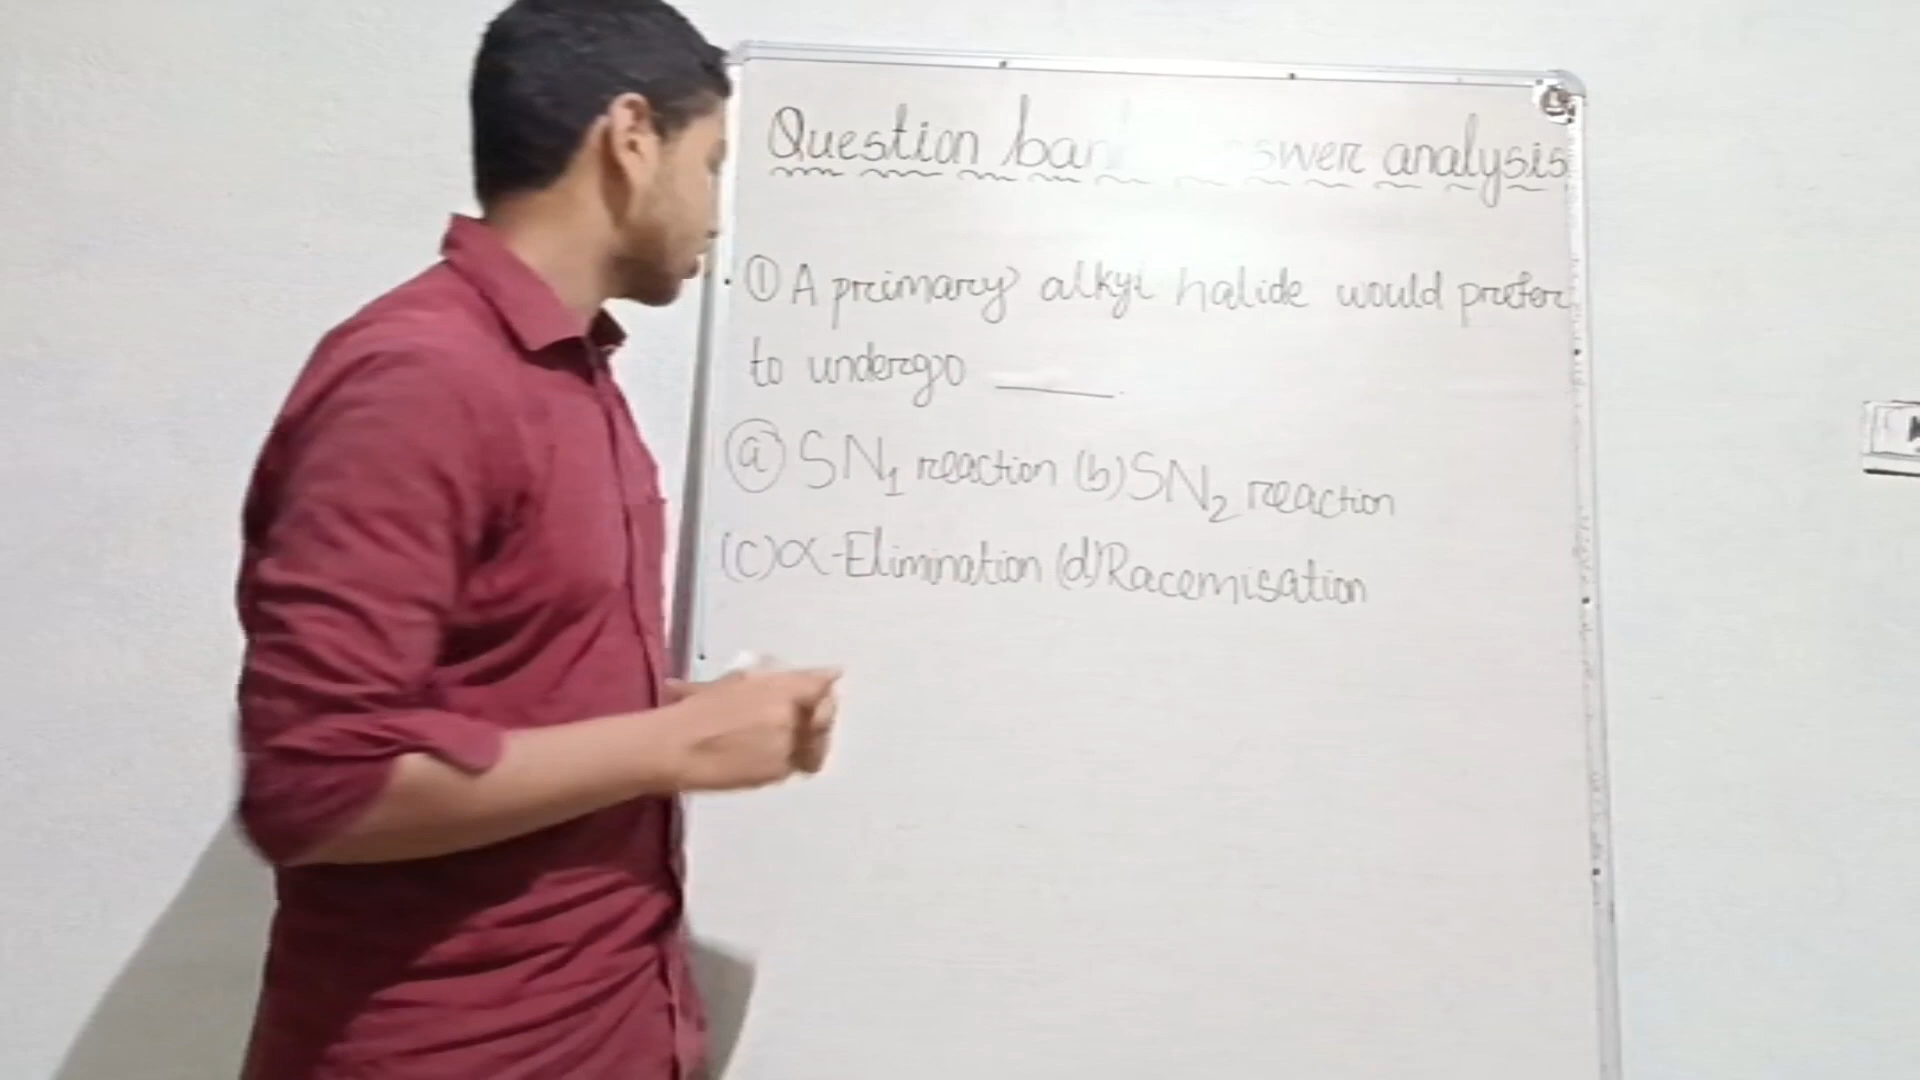 Question ban swer analysis
① A primary alkyl halide would prefer
to undergo ____.
ⓐ SN₁ reaction (b) SN₂ reaction
(c) α-Elimination (d) Racemisation